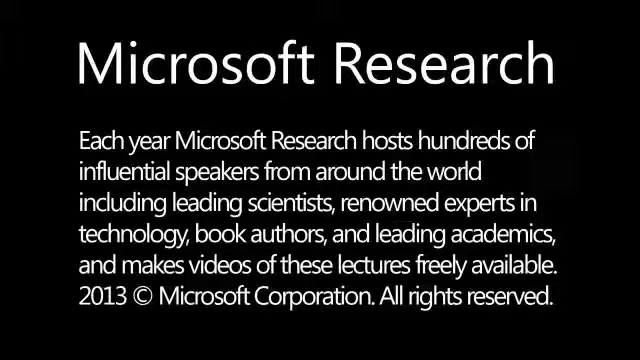 Microsoft Research
Each year Microsoft Research hosts hundreds of
influential speakers from around the world
including leading scientists, renowned experts in
technology, book authors, and leading academics,
and makes videos of these lectures freely available.
2013 © Microsoft Corporation. All rights reserved.